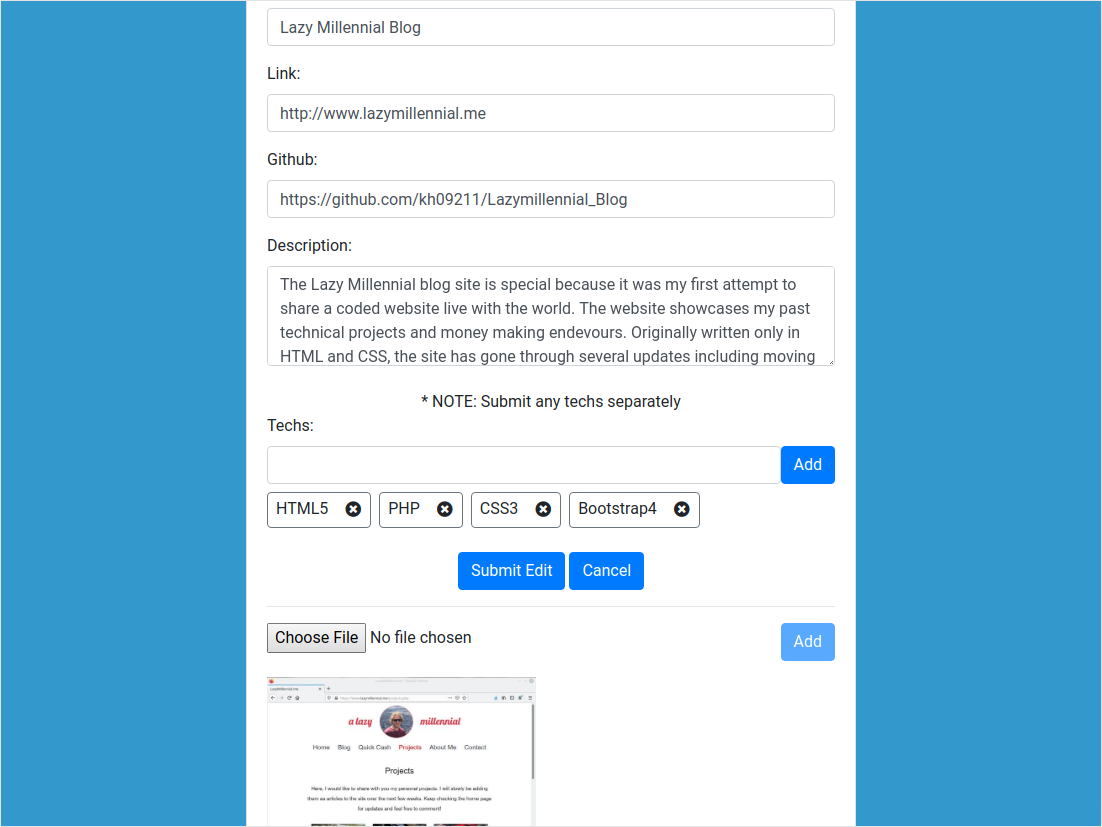 Lazy Millennial Blog
Link:
http://www.lazymillennial.me
Github:
https://github.com/kh09211/Lazymillennial_Blog
Description:
The Lazy Millennial blog site is special because it was my first attempt to
share a coded website live with the world. The website showcases my past
technical projects and money making endevours. Originally written only in
HTML and CSS, the site has gone through several updates including moving
* NOTE: Submit any techs separately
Techs:
Add
HTML5 PHP CSS3 Bootstrap4
Submit Edit Cancel
Choose File No file chosen Add
a lazy millennial
Home Blog Quick Cash Projects About Me Contact
Projects
Here, I would like to share with you my personal projects. I will slowly be adding
them as articles to the site over the next few weeks. Keep checking the home page
for updates and feel free to comment!